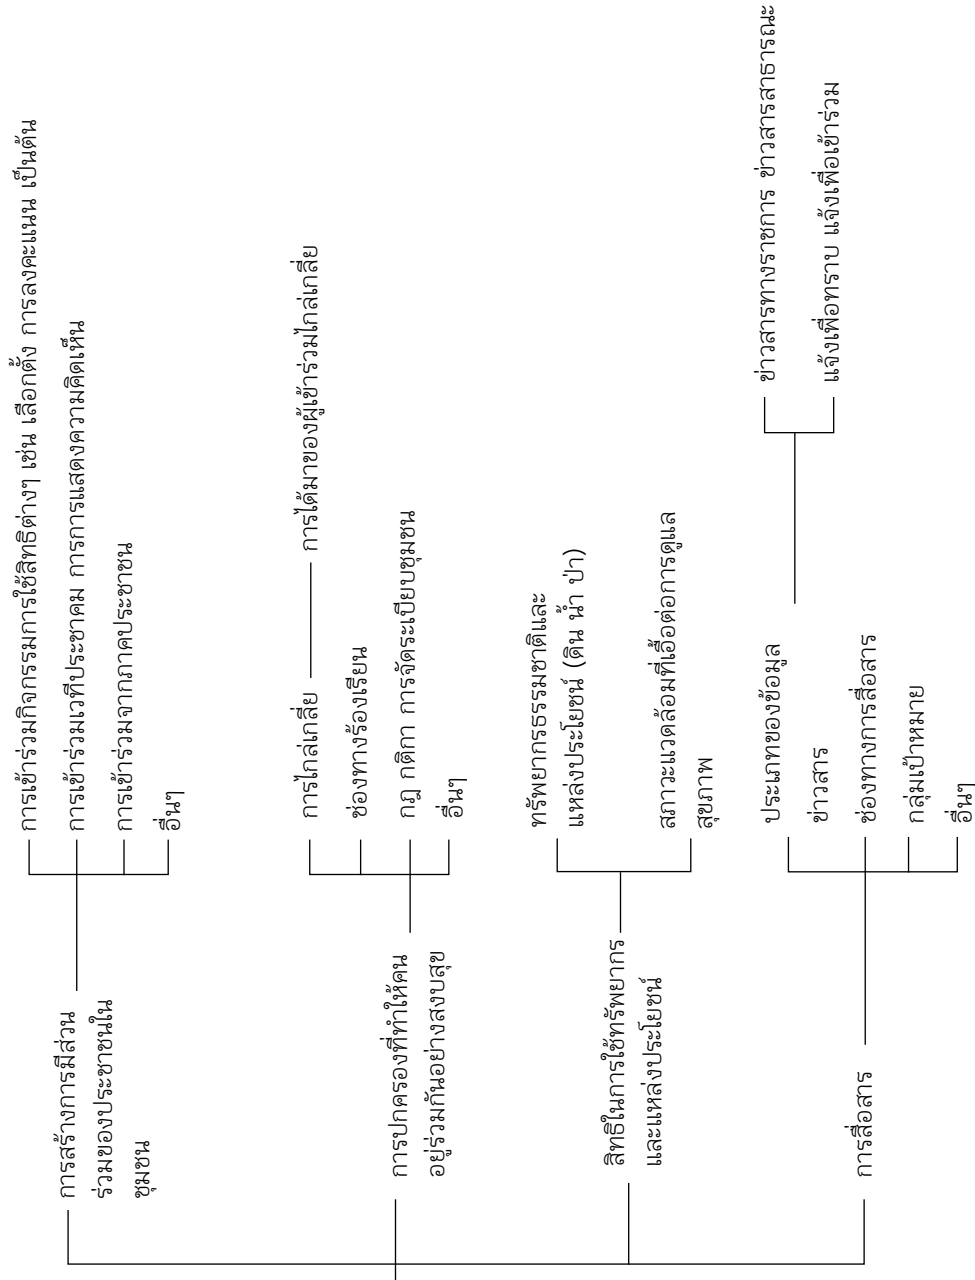 การสร้างการมีส่วน
ร่วมของประชาชนใน
ชุมชน
การเข้าร่วมกิจกรรมการใช้สิทธิต่างๆ เช่น เลือกตั้ง การลงคะแนน เป็นต้น
การเข้าร่วมเวทีประชาคม การการแสดงความคิดเห็น
การเข้าร่วมจากภาคประชาชน
อื่นๆ
การปกครองที่ทำให้คน
อยู่ร่วมกันอย่างสงบสุข
การไกล่เกลี่ย
การได้มาของผู้เข้าร่วมไกล่เกลี่ย
ช่องทางร้องเรียน
กฎ กติกา การจัดระเบียบชุมชน
อื่นๆ
สิทธิในการใช้ทรัพยากร
และแหล่งประโยชน์
ทรัพยากรธรรมชาติและ
แหล่งประโยชน์ (ดิน น้ำ ป่า)
สภาวะแวดล้อมที่เอื้อต่อการดูแล
สุขภาพ
การสื่อสาร
ประเภทของข้อมูล
ข่าวสาร
ข่าวสารทางราชการ ข่าวสารสาธารณะ
แจ้งเพื่อทราบ แจ้งเพื่อเข้าร่วม
ช่องทางการสื่อสาร
กลุ่มเป้าหมาย
อื่นๆ